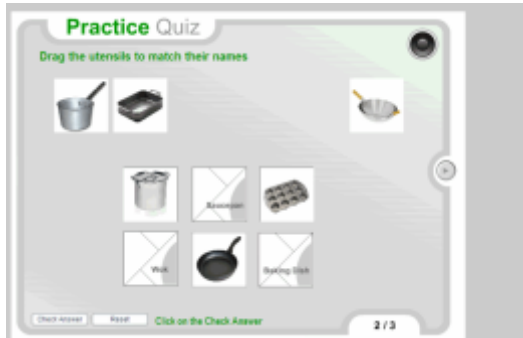 Practice Quiz
Drag the utensils to match their names
Saucepan
Wok
Baking Dish
Check Answer
Reset
Click on the Check Answer
2 / 3